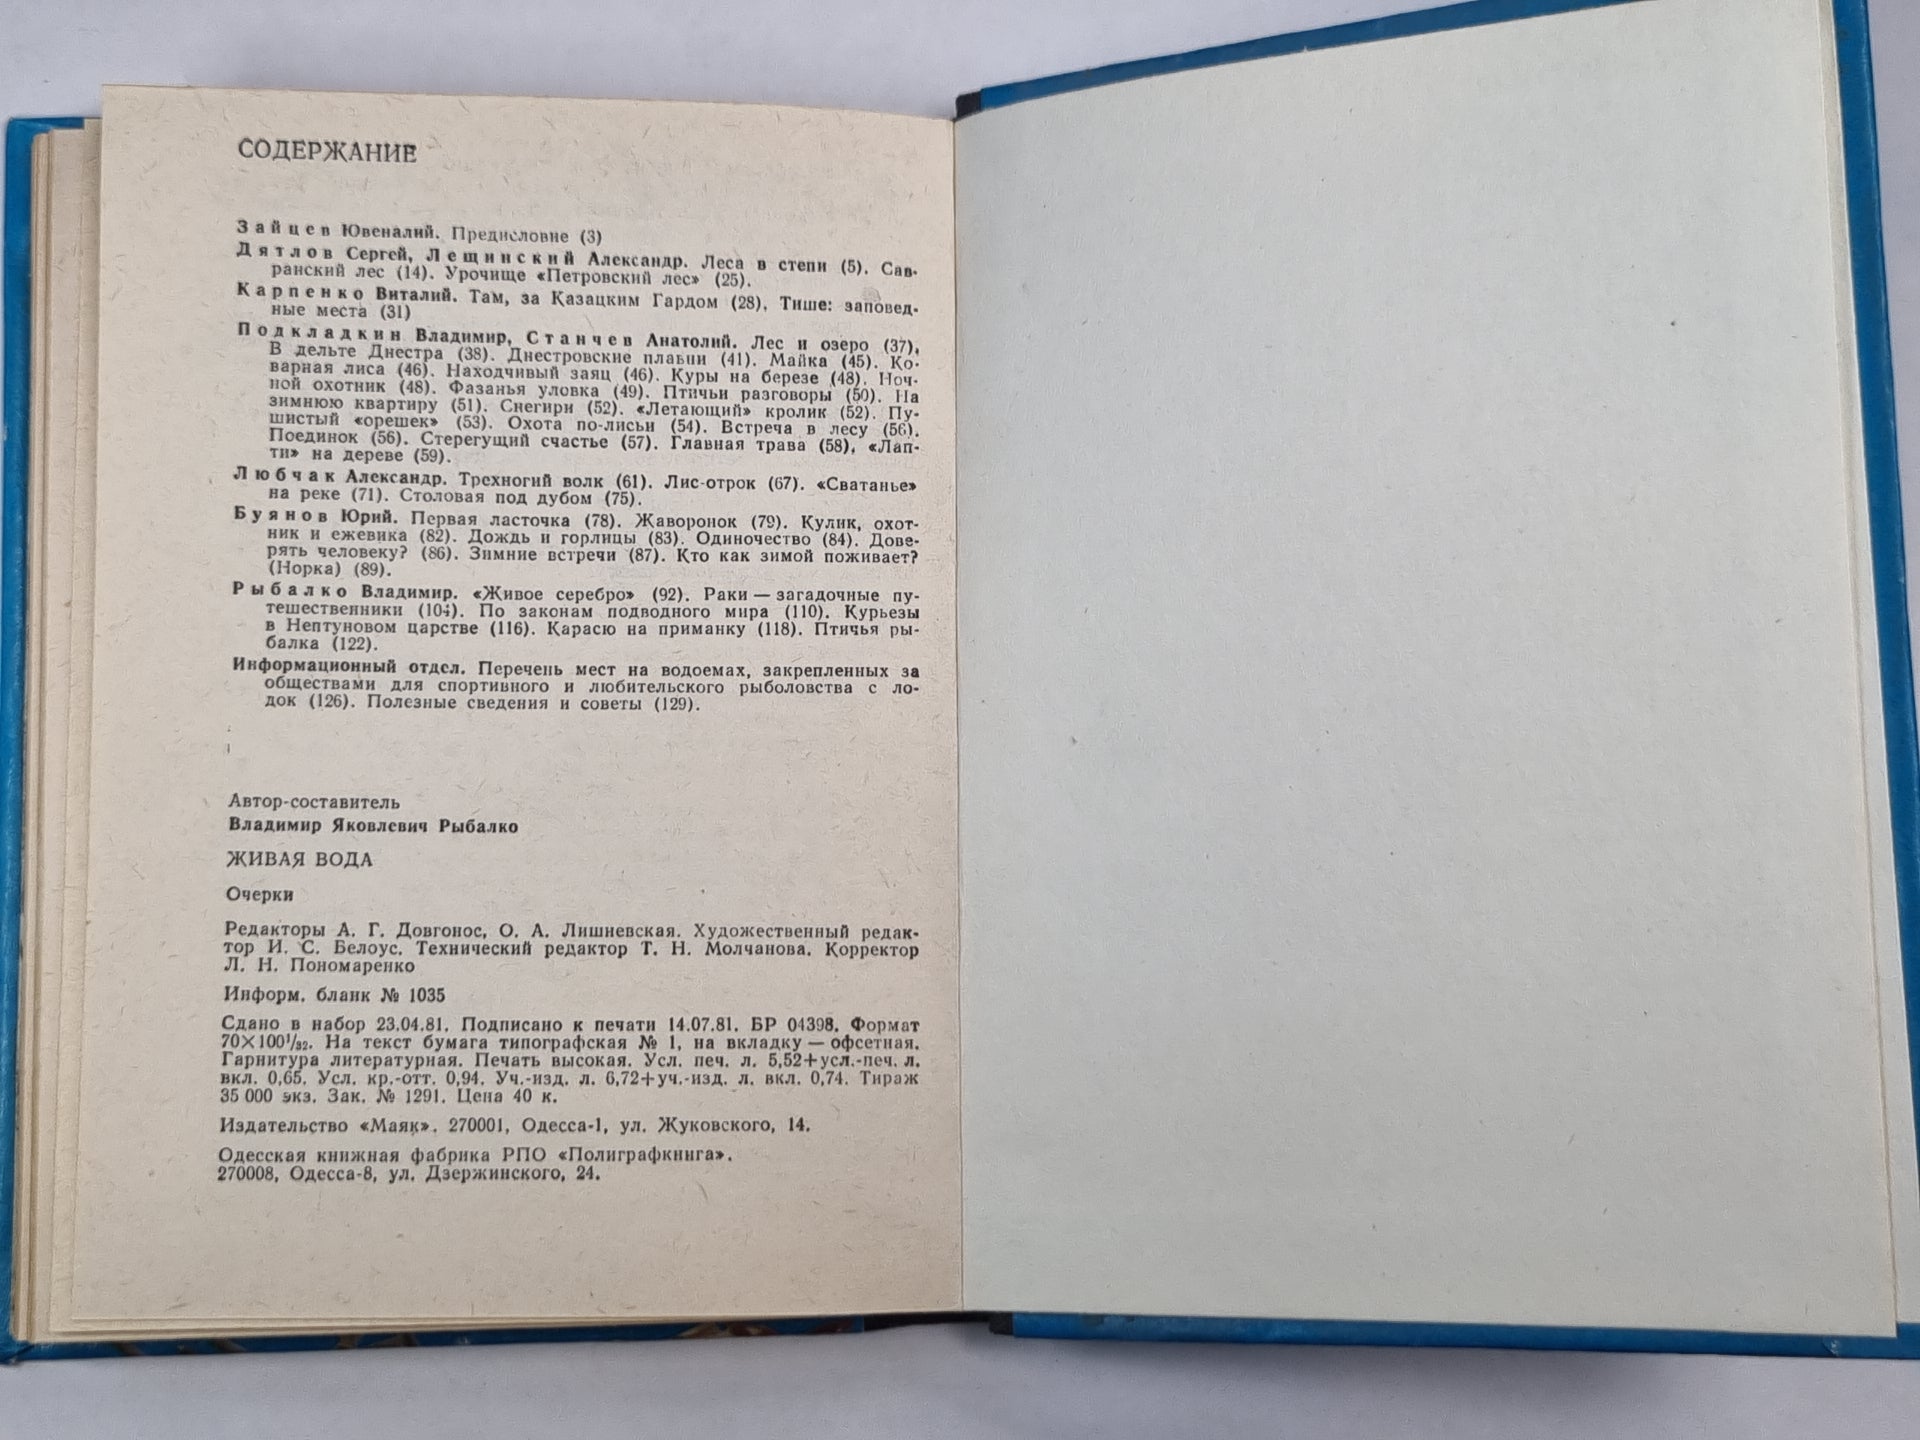 СОДЕРЖАНИЕ
Зайцев Ювеналий. Предисловие (3)
Дятлов Сергей, Лещинский Александр. Леса в степи (5). Сав-
ранский лес (14). Урочище «Петровский лес» (25).
Карпенко Виталий. Там, за Казацким Гардом (28). Тише: заповед-
ные места (31)
Подкладкин Владимир, Станчев Анатолий. Лес и озеро (37),
В дельте Днестра (38). Днестровские плавни (41). Майка (45). Ко-
варная лиса (46). Находчивый заяц (46). Куры на березе (48). Ноч-
ной охотник (48). Фазанья уловка (49). Птичьи разговоры (50). На
зимнюю квартиру (51). Снегири (52). «Летающий» кролик (52). Пу-
шистый «орешек» (53). Охота по-лисьи (54). Встреча в лесу (56).
Поединок (56). Стерегущий счастье (57). Главная трава (58), «Лап-
ти» на дереве (59).
Любчак Александр. Трехногий волк (61). Лис-отрок (67). «Сватанье»
на реке (71). Столовая под дубом (75).
Буянов Юрий. Первая ласточка (78). Жаворонок (79). Кулик, охот-
ник и ежевика (82). Дождь и горлицы (83). Одиночество (84). Дове-
рять человеку? (86). Зимние встречи (87). Кто как зимой поживает?
(Норка) (89).
Рыбалко Владимир. «Живое серебро» (92). Раки — загадочные пу-
тешественники (104). По законам подводного мира (110). Курьезы
в Нептуновом царстве (116). Карасю на приманку (118). Птичья ры-
балка (122).
Информационный отдел. Перечень мест на водоемах, закрепленных за
обществами для спортивного и любительского рыболовства с ло-
док (126). Полезные сведения и советы (129).
Автор-составитель
Владимир Яковлевич Рыбалко
ЖИВАЯ ВОДА
Очерки
Редакторы А. Г. Довгонос, О. А. Лишневская. Художественный редак-
тор И. С. Белоус. Технический редактор Т. Н. Молчанова. Корректор
Л. Н. Пономаренко
Информ. бланк № 1035
Сдано в набор 23.04.81. Подписано к печати 14.07.81. БР 04398. Формат
70×100¹/₃₂. На текст бумага типографская № 1, на вкладку — офсетная.
Гарнитура литературная. Печать высокая. Усл. печ. л. 5,52+усл.-печ. л.
вкл. 0,65. Усл. кр.-отт. 0,94. Уч.-изд. л. 6,72+уч.-изд. л. вкл. 0,74. Тираж
35 000 экз. Зак. № 1291. Цена 40 к.
Издательство «Маяк». 270001, Одесса-1, ул. Жуковского, 14.
Одесская книжная фабрика РПО «Полиграфкнига».
270008, Одесса-8, ул. Дзержинского, 24.